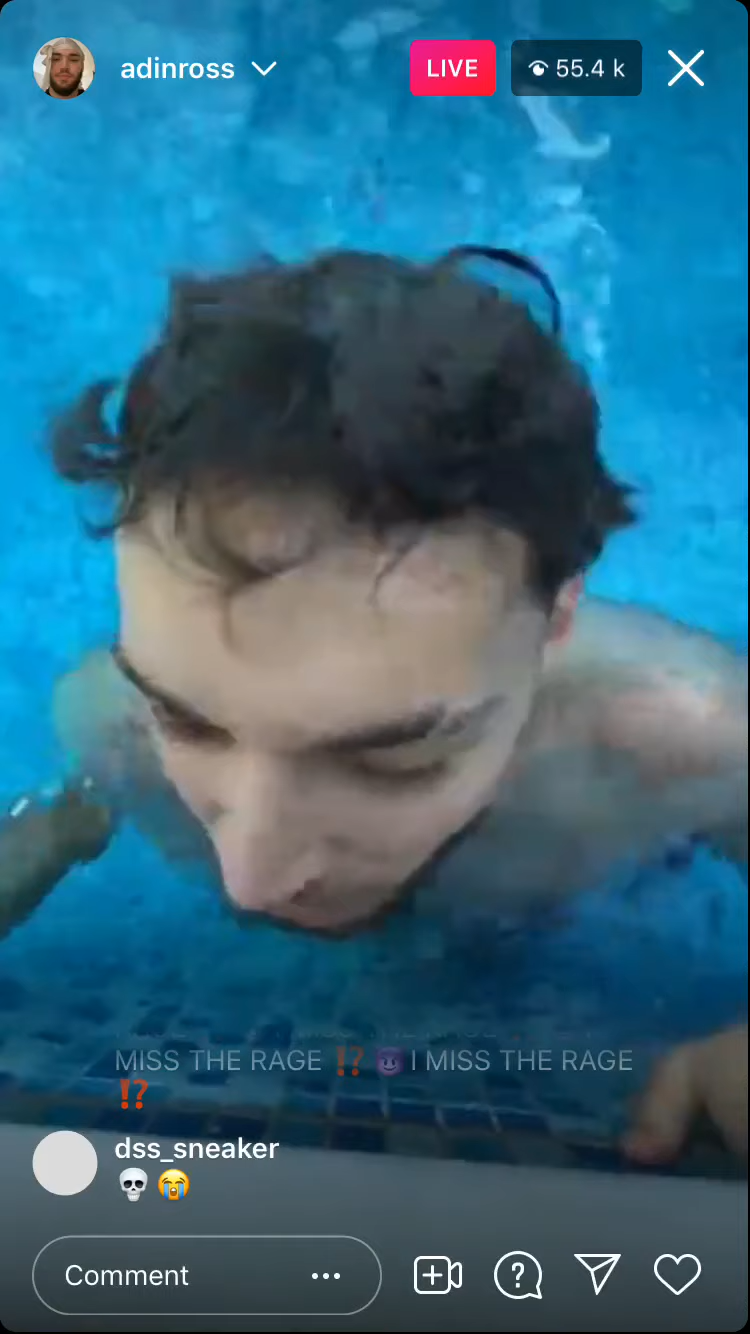 adinross
LIVE
55.4 k
MISS THE RAGE ⁉️ 😈 I MISS THE RAGE
⁉️
dss_sneaker
💀 😭
Comment